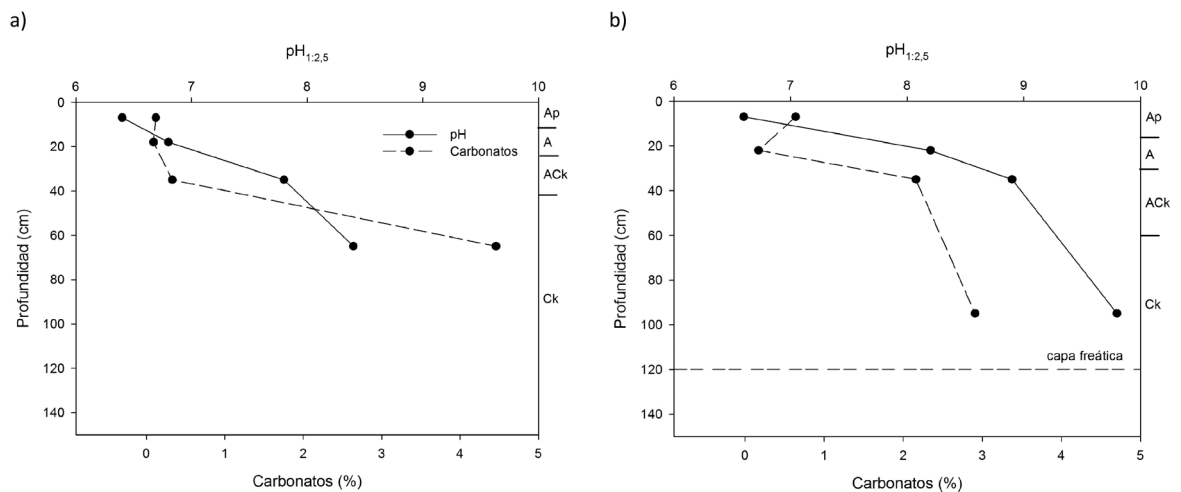 a)
pH1:2,5
6 7 8 9 10
0
20
40
60
80
100
120
140
Profundidad (cm)
pH
Carbonatos
Ap
A
ACk
Ck
0 1 2 3 4 5
Carbonatos (%)
b)
pH1:2,5
6 7 8 9 10
0
20
40
60
80
100
120
140
Profundidad (cm)
Ap
A
ACk
Ck
capa freática
0 1 2 3 4 5
Carbonatos (%)